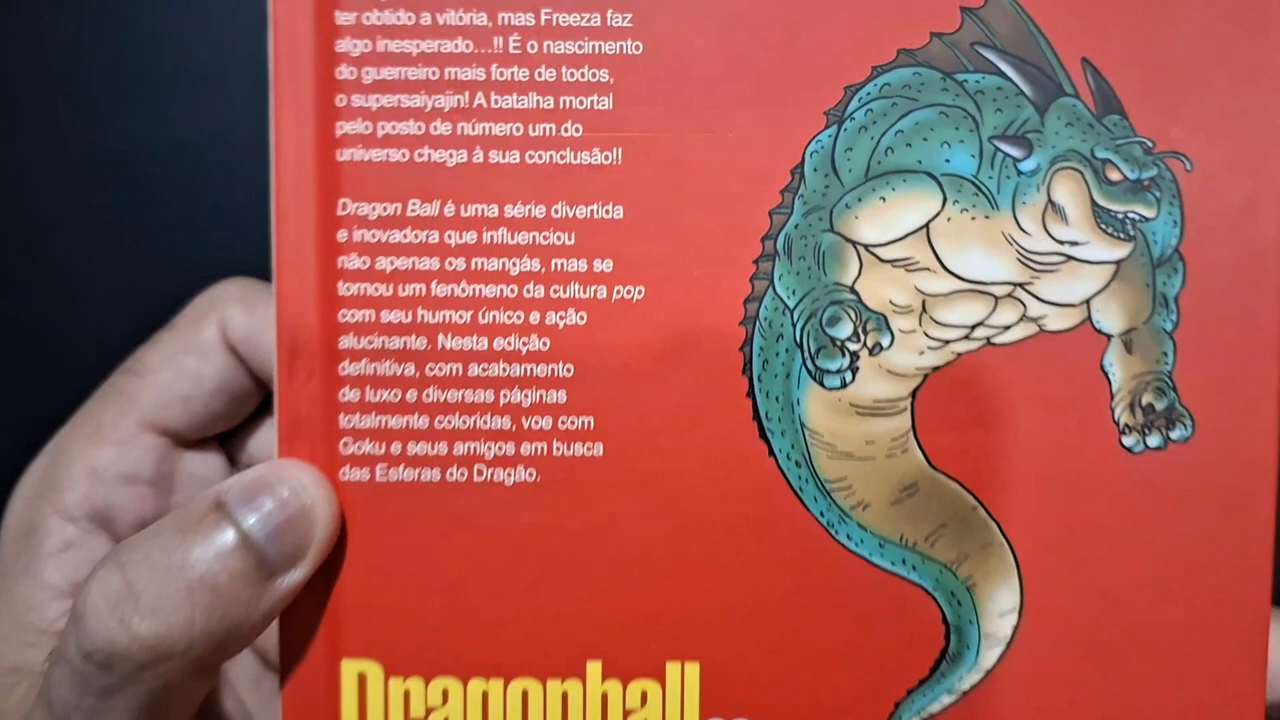 ter obtido a vitória, mas Freeza faz
algo inesperado...!! É o nascimento
do guerreiro mais forte de todos,
o supersaiyajin! A batalha mortal
pelo posto de número um do
universo chega à sua conclusão!!
Dragon Ball é uma série divertida
e inovadora que influenciou
não apenas os mangás, mas se
tornou um fenômeno da cultura pop
com seu humor único e ação
alucinante. Nesta edição
definitiva, com acabamento
de luxo e diversas páginas
totalmente coloridas, voe com
Goku e seus amigos em busca
das Esferas do Dragão.
Dragonball